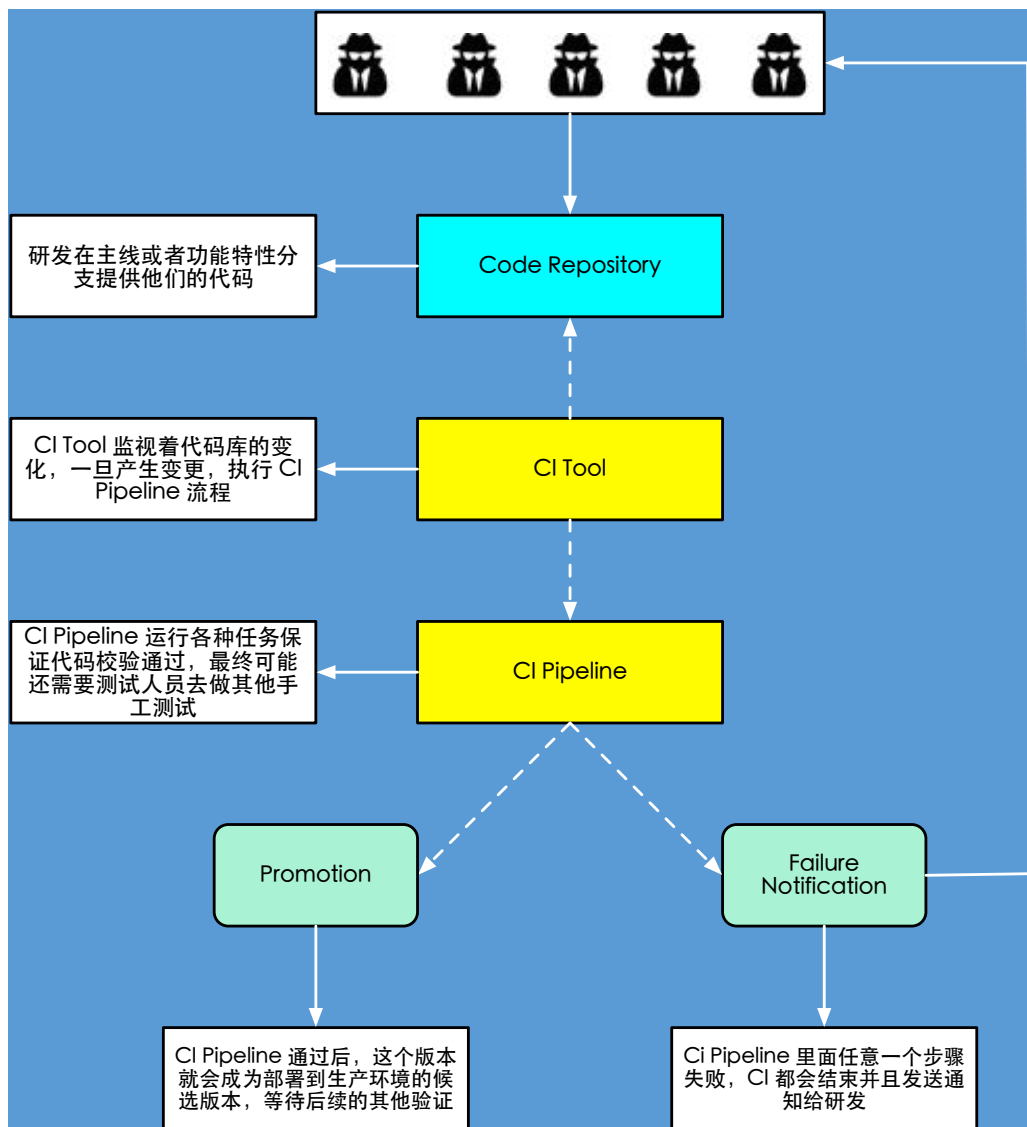 研发在主线或者功能特性分
支提供他们的代码
Code Repository
CI Tool 监视着代码库的变
化，一旦产生变更，执行 CI
Pipeline 流程
CI Tool
CI Pipeline 运行各种任务保
证代码校验通过，最终可能
还需要测试人员去做其他手
工测试
CI Pipeline
Promotion
Failure
Notification
CI Pipeline 通过后，这个版本
就会成为部署到生产环境的候
选版本，等待后续的其他验证
Ci Pipeline 里面任意一个步骤
失败，CI 都会结束并且发送通
知给研发